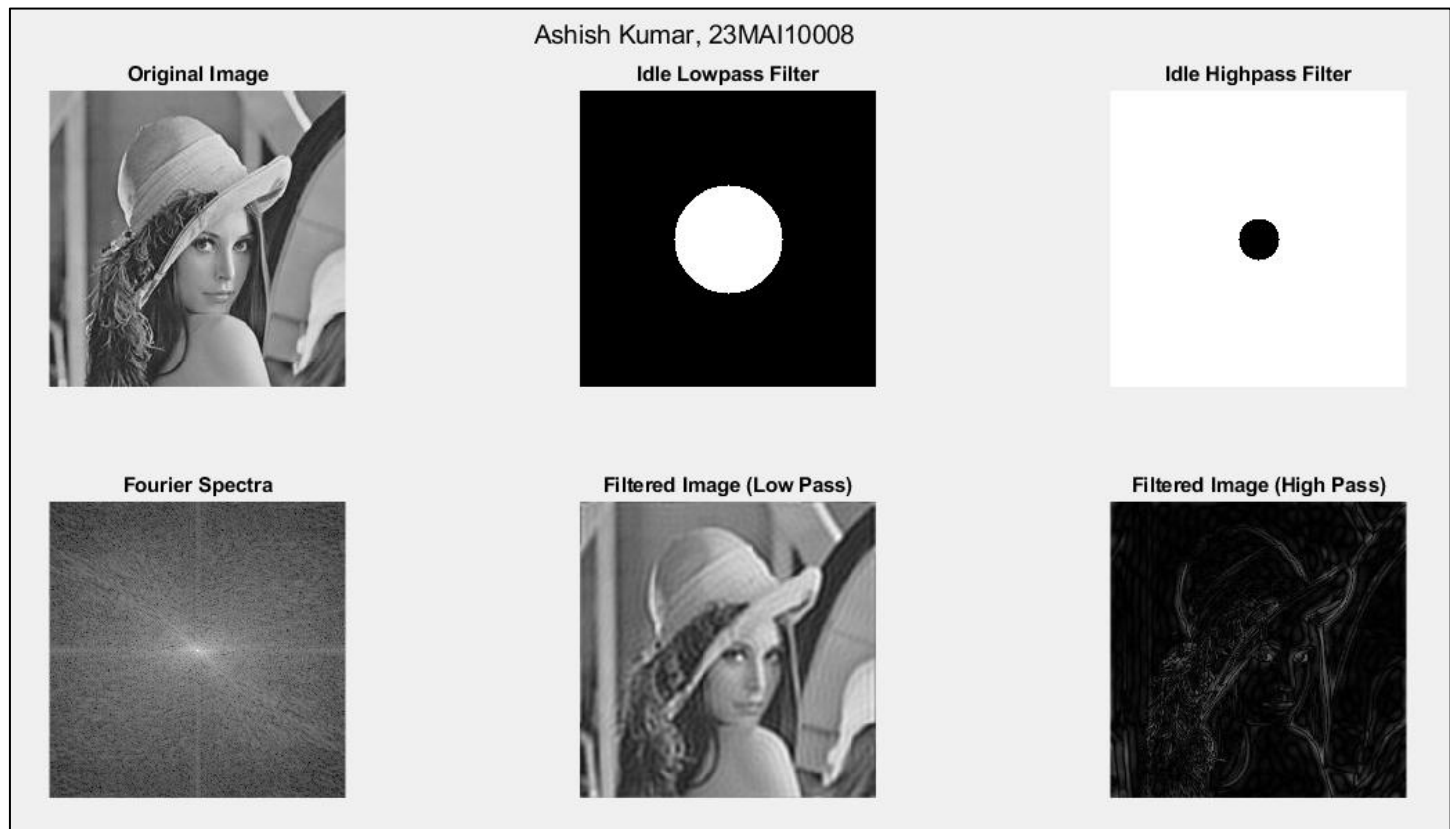 Ashish Kumar, 23MAI10008
Original Image
Idle Lowpass Filter
Idle Highpass Filter
Fourier Spectra
Filtered Image (Low Pass)
Filtered Image (High Pass)